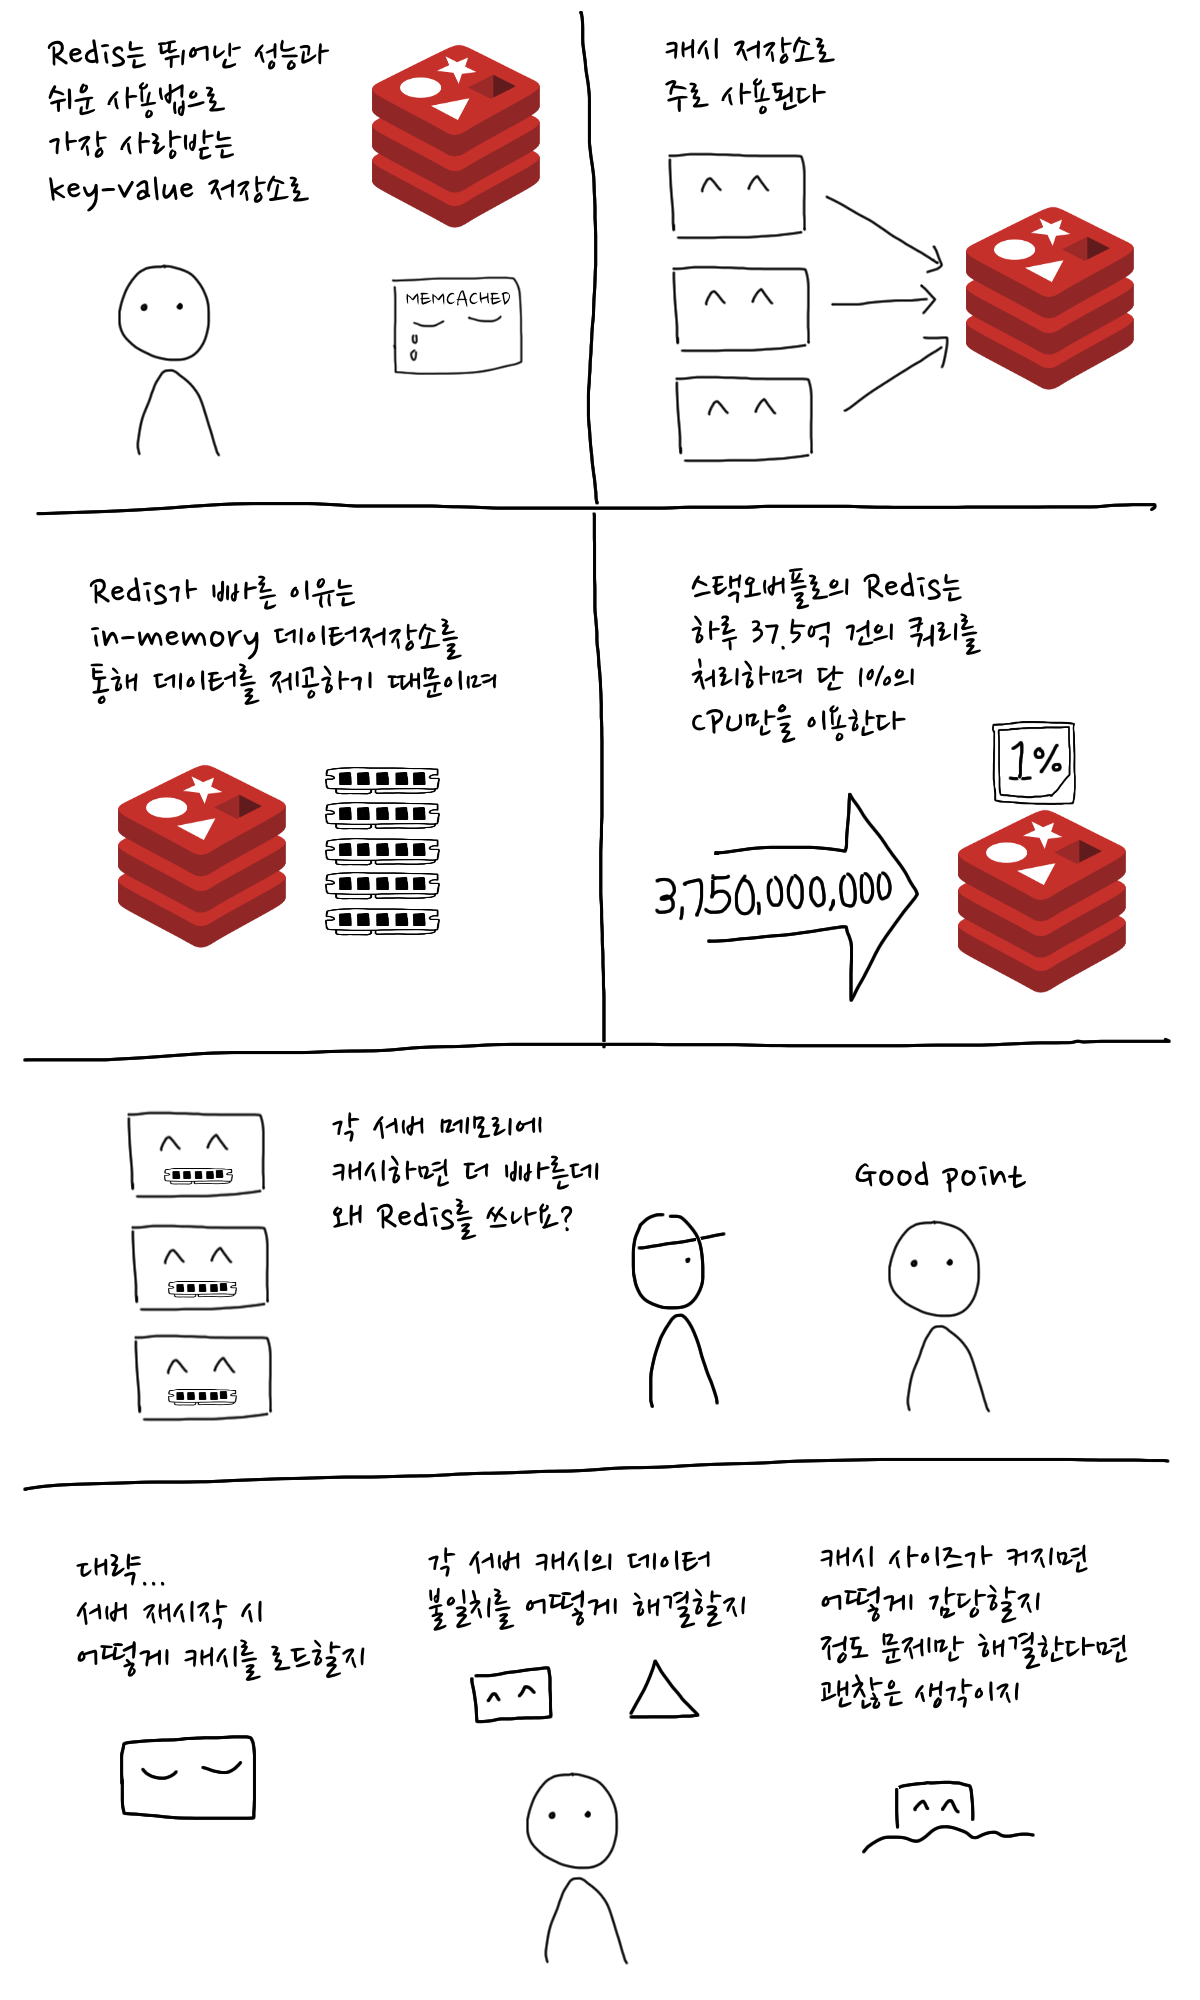 Redis는 뛰어난 성능과
쉬운 사용법으로
가장 사랑받는
key-value 저장소로
MEMCACHED
캐시 저장소로
주로 사용된다
Redis가 빠른 이유는
in-memory 데이터저장소를
통해 데이터를 제공하기 때문이며
스택오버플로의 Redis는
하루 37.5억 건의 쿼리를
처리하며 단 1%의
CPU만을 이용한다
1%
3,750,000,000
각 서버 메모리에
캐시하면 더 빠른데
왜 Redis를 쓰나요?
Good point
대략...
서버 재시작 시
어떻게 캐시를 로드할지
각 서버 캐시의 데이터
불일치를 어떻게 해결할지
캐시 사이즈가 커지면
어떻게 감당할지
정도 문제만 해결한다면
괜찮은 생각이지